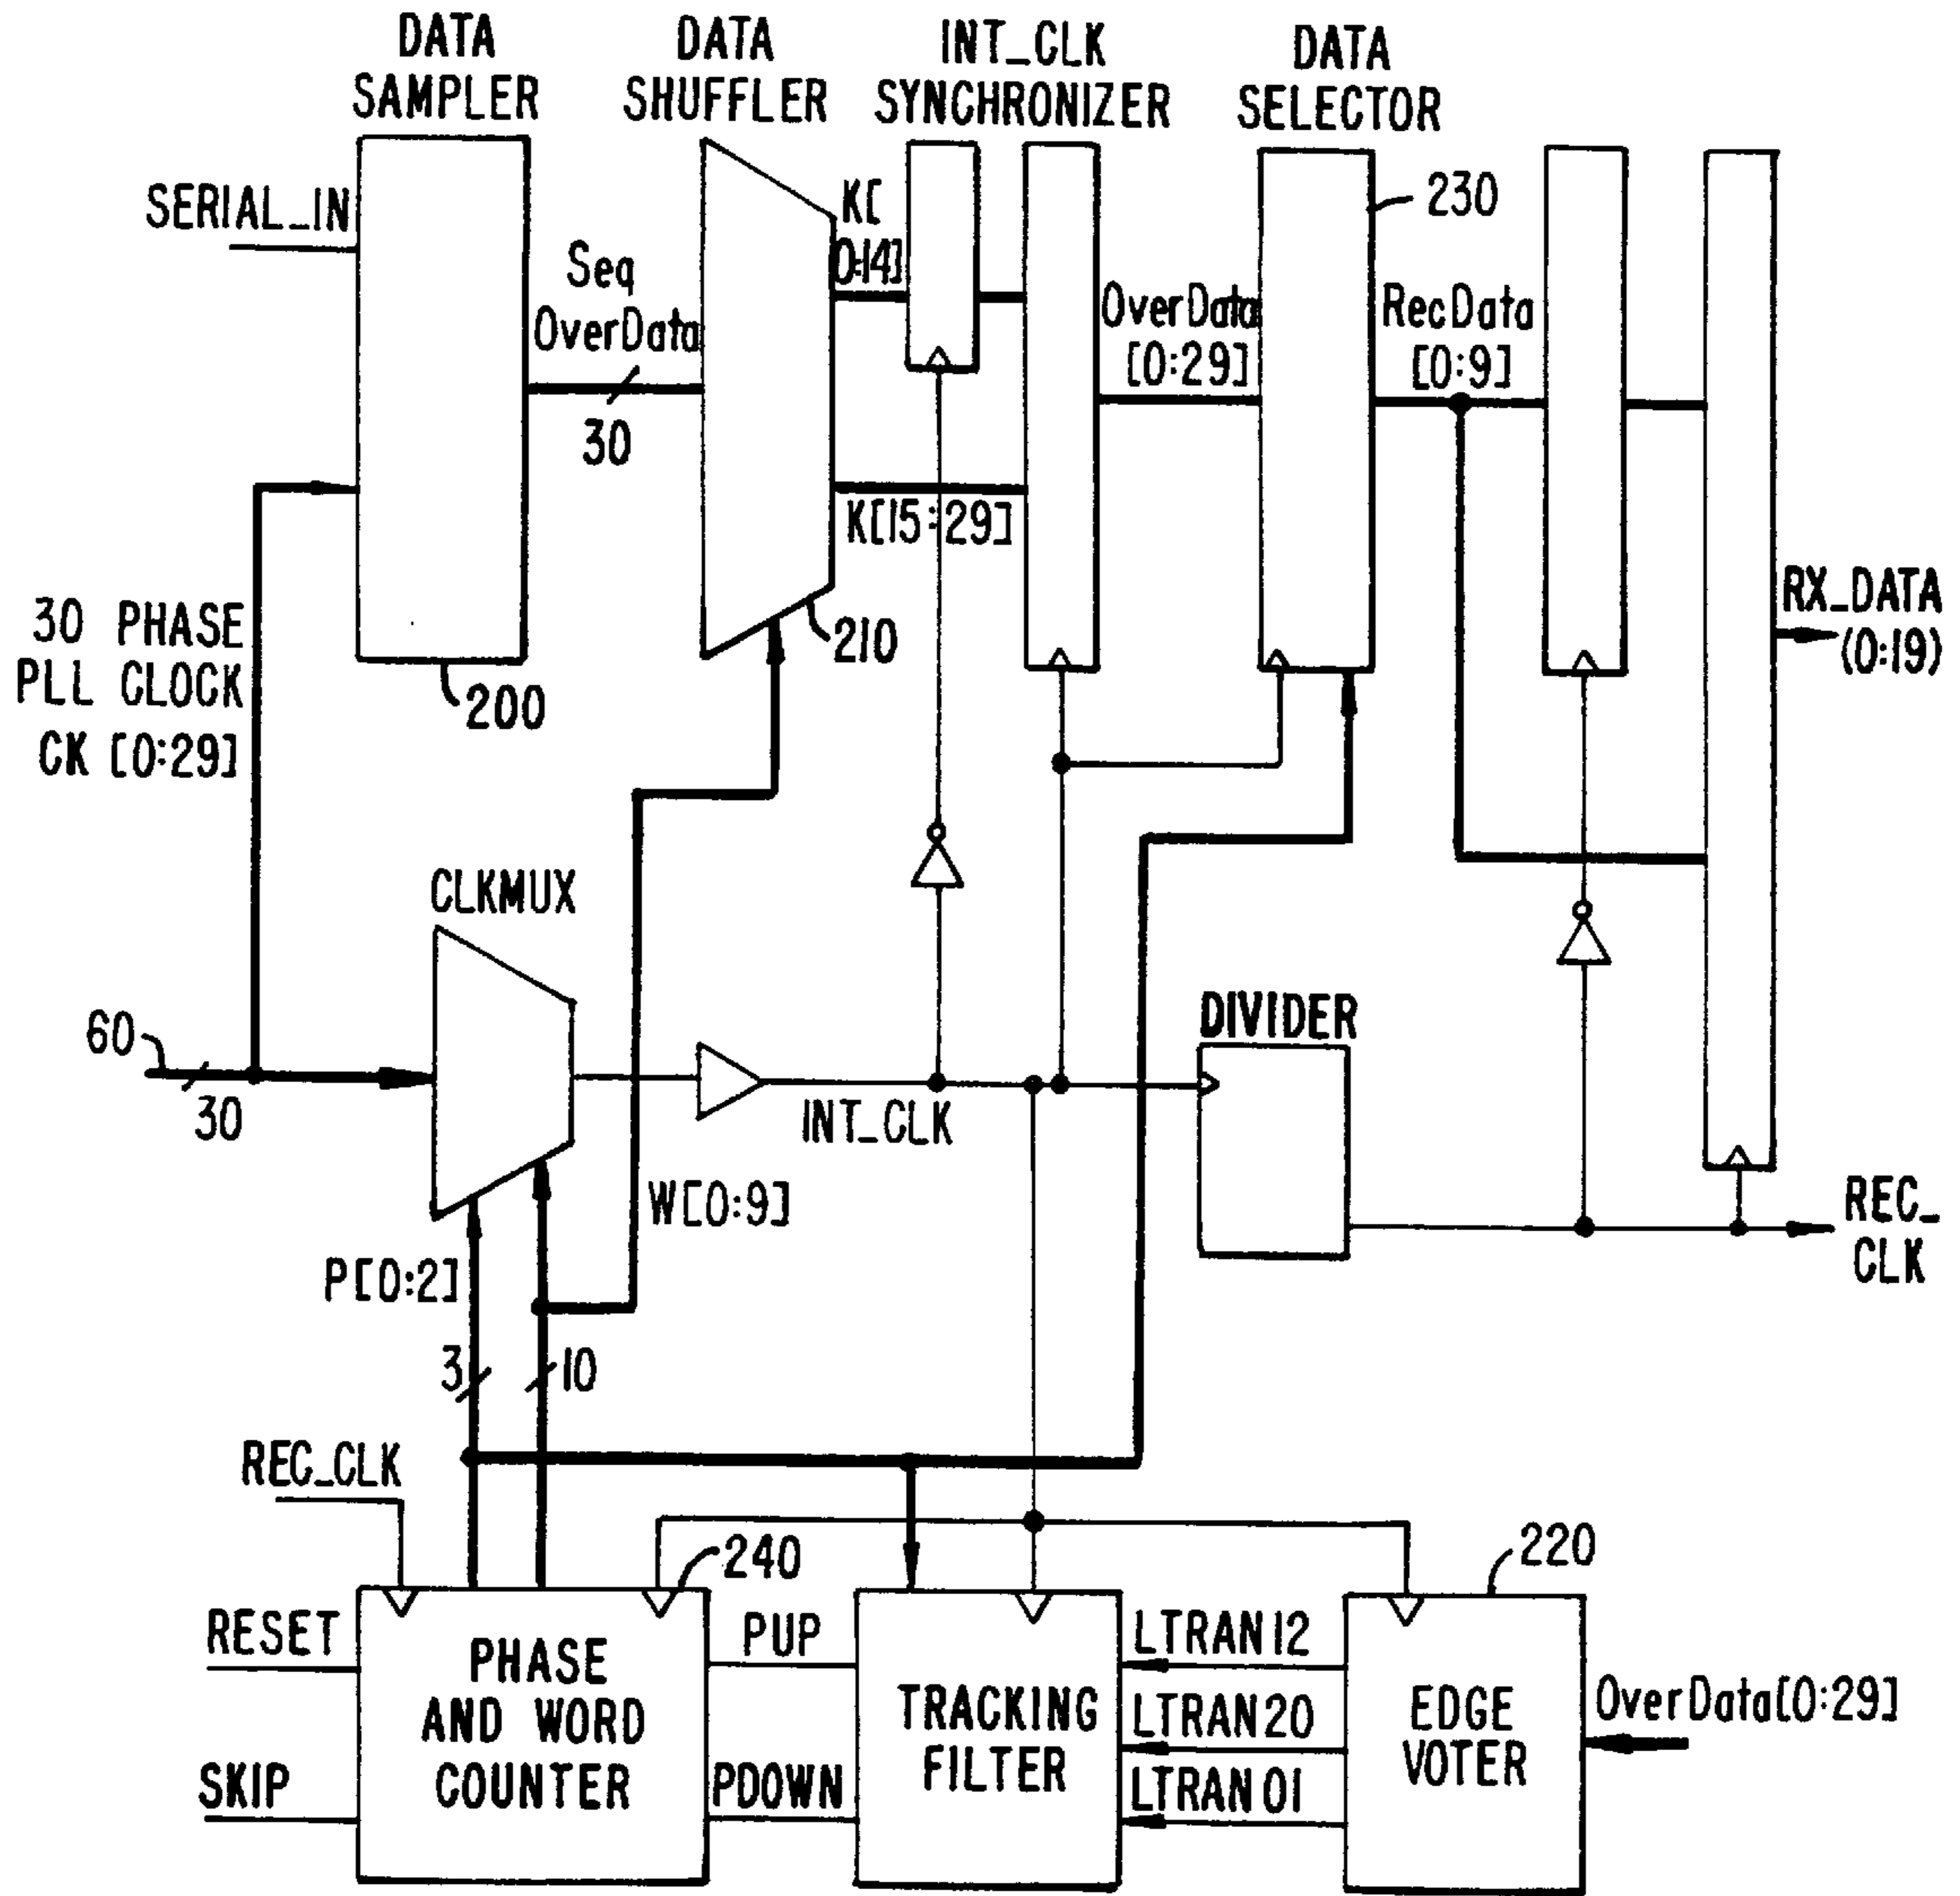 DATA
SAMPLER
DATA
SHUFFLER
INT_CLK
SYNCHRONIZER
DATA
SELECTOR
SERIAL_IN
Seq
OverData
30
K[
0:14]
K[15:29]
OverData
[0:29]
230
RecData
[0:9]
RX_DATA
(0:19)
30 PHASE
PLL CLOCK
CK [0:29]
200
210
CLKMUX
60
30
INT_CLK
DIVIDER
W[0:9]
P[0:2]
3
10
REC_
CLK
REC_CLK
240
220
RESET
SKIP
PHASE
AND WORD
COUNTER
PUP
PDOWN
TRACKING
FILTER
LTRAN12
LTRAN20
LTRAN01
EDGE
VOTER
OverData[0:29]